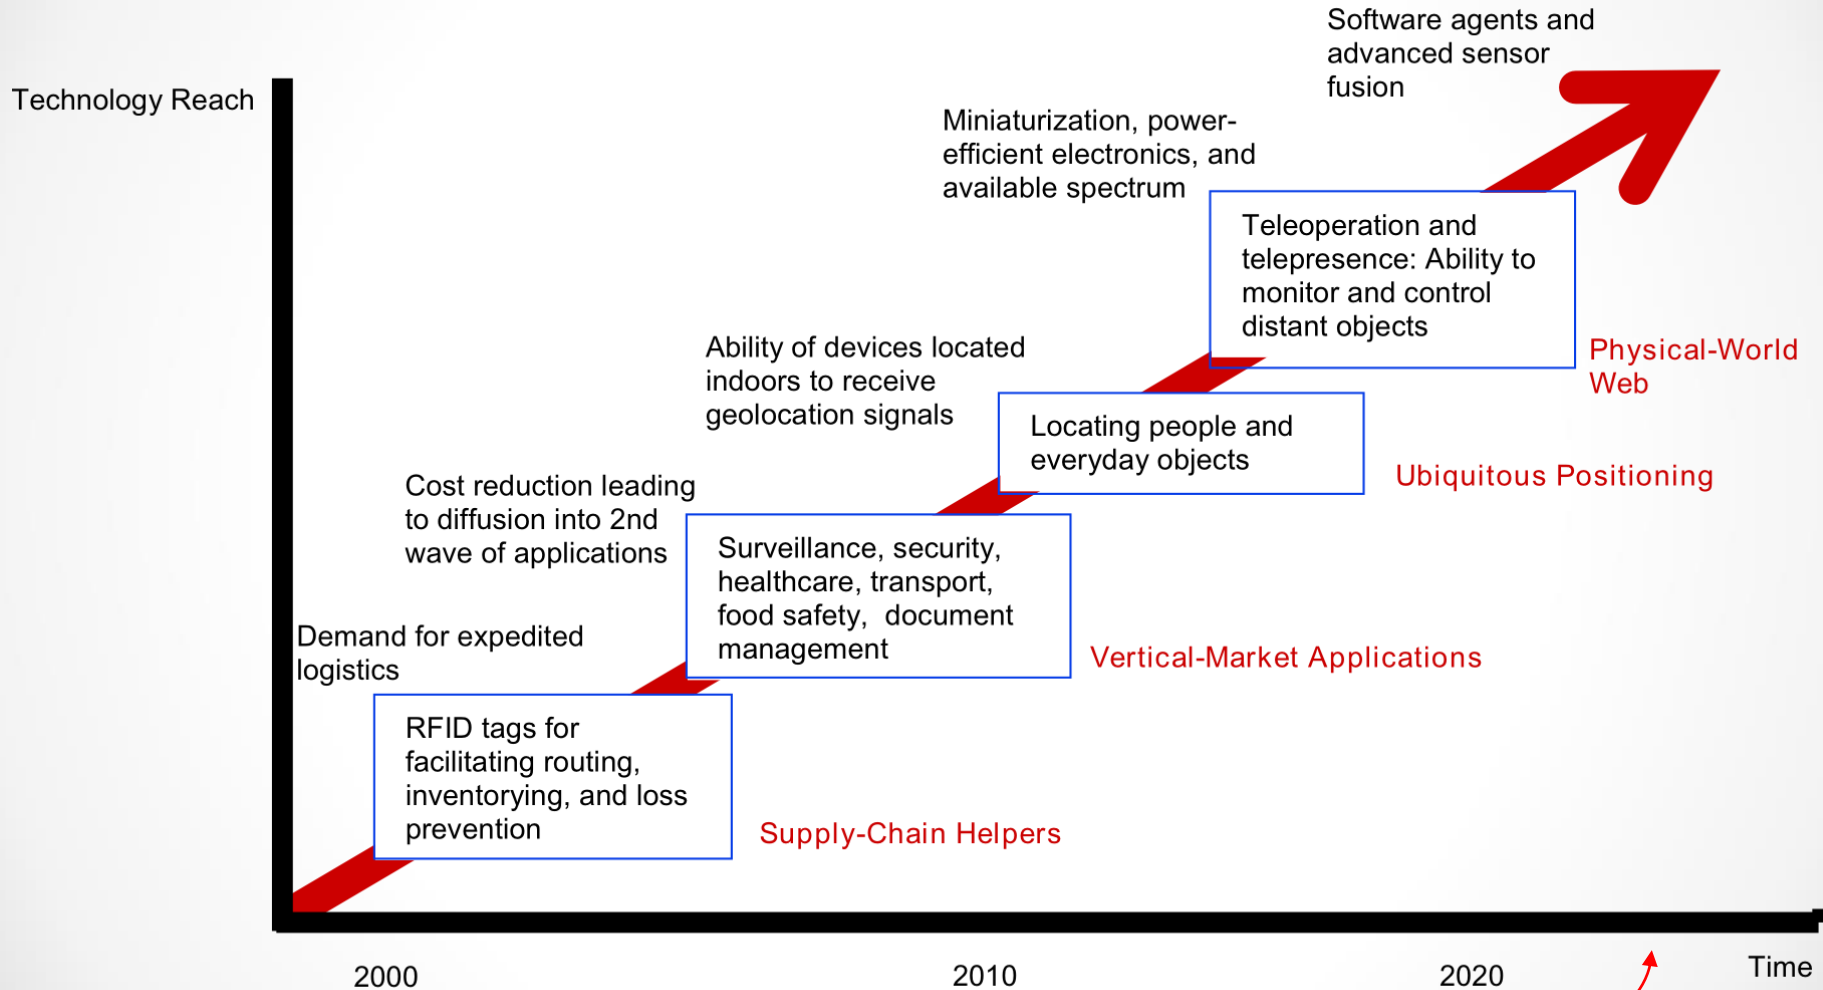 Software agents and
advanced sensor
fusion
Technology Reach
Miniaturization, power-
efficient electronics, and
available spectrum
Teleoperation and
telepresence: Ability to
monitor and control
distant objects
Physical-World
Web
Ability of devices located
indoors to receive
geolocation signals
Locating people and
everyday objects
Ubiquitous Positioning
Cost reduction leading
to diffusion into 2nd
wave of applications
Surveillance, security,
healthcare, transport,
food safety,  document
management
Vertical-Market Applications
Demand for expedited
logistics
RFID tags for
facilitating routing,
inventorying, and loss
prevention
Supply-Chain Helpers
2000
2010
2020
Time